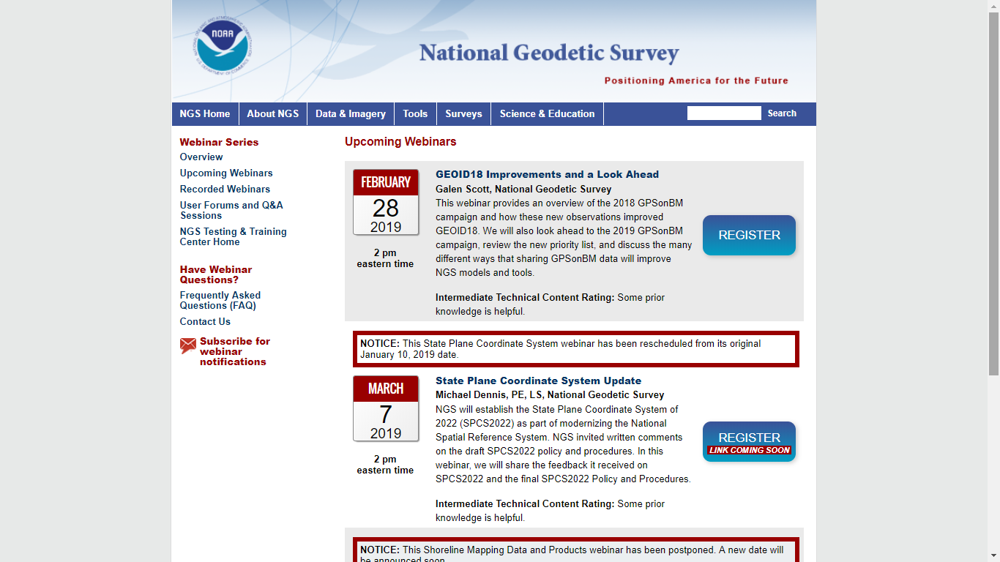 NATIONAL OCEANIC AND ATMOSPHERIC ADMINISTRATION
NOAA
U.S. DEPARTMENT OF COMMERCE
National Geodetic Survey
Positioning America for the Future
NGS Home About NGS Data & Imagery Tools Surveys Science & Education Search
Webinar Series
Overview
Upcoming Webinars
Recorded Webinars
User Forums and Q&A
Sessions
NGS Testing & Training
Center Home
Have Webinar
Questions?
Frequently Asked
Questions (FAQ)
Contact Us
Subscribe for
webinar
notifications
Upcoming Webinars
FEBRUARY
28
2019
2 pm
eastern time
GEOID18 Improvements and a Look Ahead
Galen Scott, National Geodetic Survey
This webinar provides an overview of the 2018 GPSonBM
campaign and how these new observations improved
GEOID18. We will also look ahead to the 2019 GPSonBM
campaign, review the new priority list, and discuss the many
different ways that sharing GPSonBM data will improve
NGS models and tools.
Intermediate Technical Content Rating: Some prior
knowledge is helpful.
REGISTER
NOTICE: This State Plane Coordinate System webinar has been rescheduled from its original
January 10, 2019 date.
MARCH
7
2019
2 pm
eastern time
State Plane Coordinate System Update
Michael Dennis, PE, LS, National Geodetic Survey
NGS will establish the State Plane Coordinate System of
2022 (SPCS2022) as part of modernizing the National
Spatial Reference System. NGS invited written comments
on the draft SPCS2022 policy and procedures. In this
webinar, we will share the feedback it received on
SPCS2022 and the final SPCS2022 Policy and Procedures.
Intermediate Technical Content Rating: Some prior
knowledge is helpful.
REGISTER
LINK COMING SOON
NOTICE: This Shoreline Mapping Data and Products webinar has been postponed. A new date will
be announced soon.